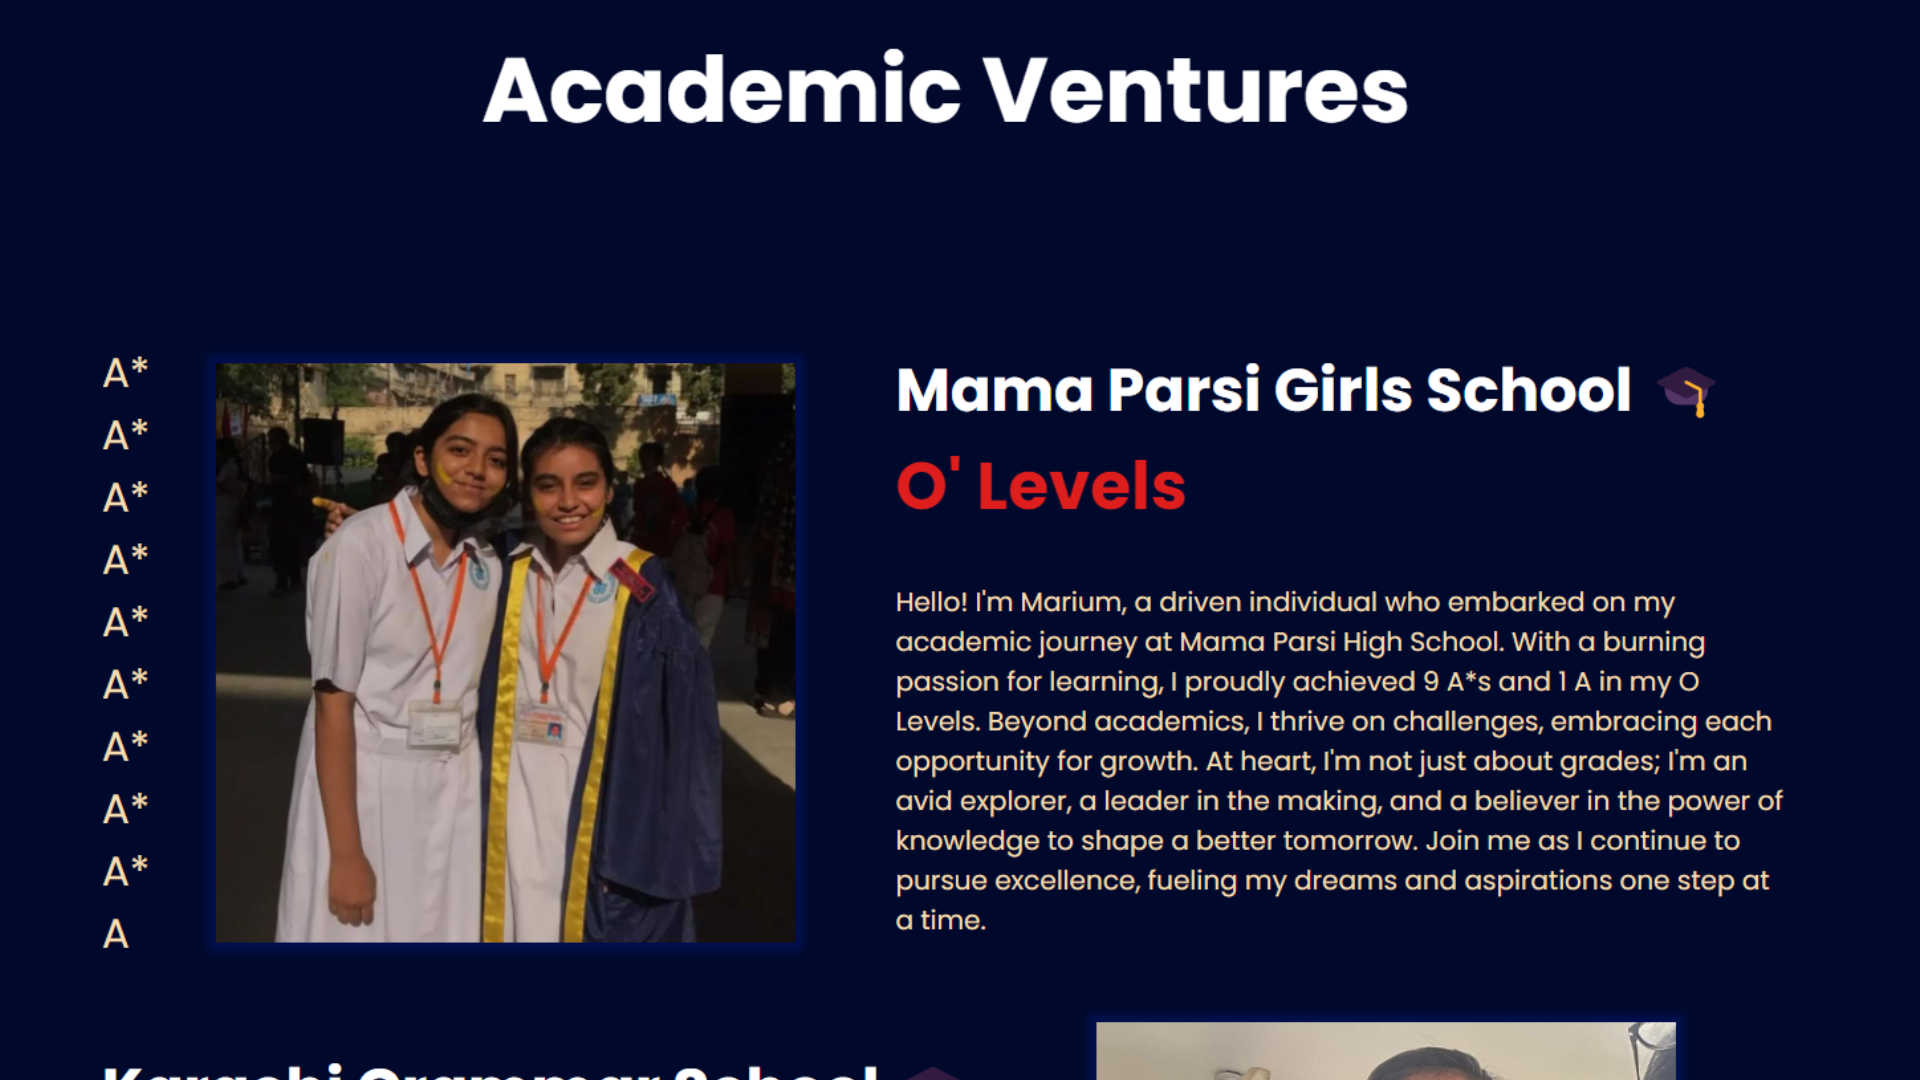 Academic Ventures
A*
A*
A*
A*
A*
A*
A*
A*
A*
A
Mama Parsi Girls School
O' Levels
Hello! I'm Marium, a driven individual who embarked on my
academic journey at Mama Parsi High School. With a burning
passion for learning, I proudly achieved 9 A*s and 1 A in my O
Levels. Beyond academics, I thrive on challenges, embracing each
opportunity for growth. At heart, I'm not just about grades; I'm an
avid explorer, a leader in the making, and a believer in the power of
knowledge to shape a better tomorrow. Join me as I continue to
pursue excellence, fueling my dreams and aspirations one step at
a time.
Karachi Grammar School